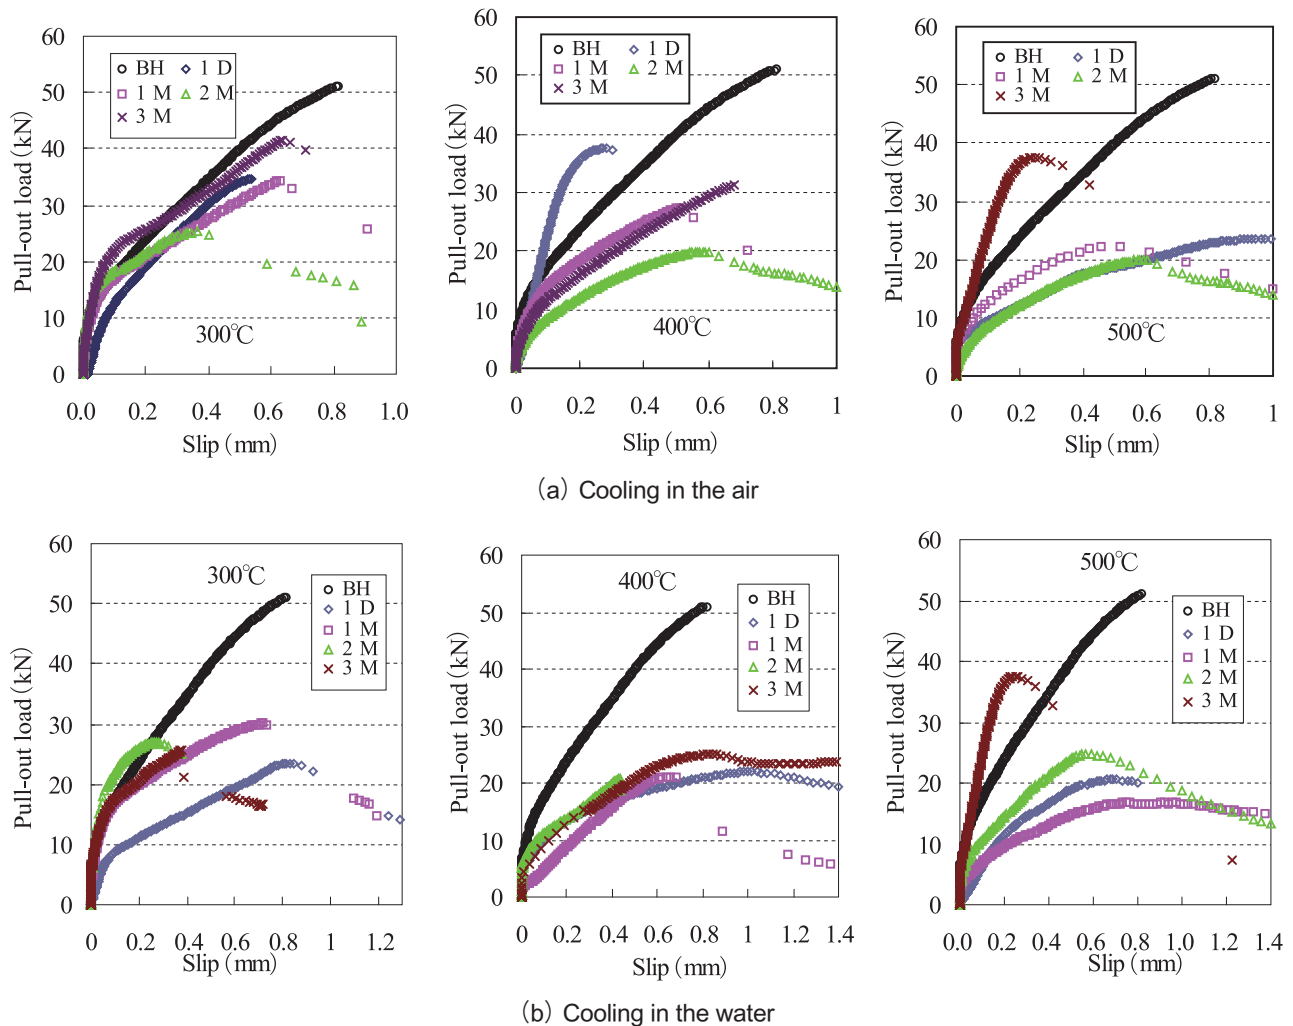 60
50
40
30
20
10
0
Pull-out load (kN)
BH
1 D
1 M
2 M
3 M
300℃
0.0 0.2 0.4 0.6 0.8 1.0
Slip (mm)
60
50
40
30
20
10
0
Pull-out load (kN)
BH
1 D
1 M
2 M
3 M
400℃
0 0.2 0.4 0.6 0.8 1
Slip (mm)
60
50
40
30
20
10
0
Pull-out load (kN)
BH
1 D
1 M
2 M
3 M
500℃
0 0.2 0.4 0.6 0.8 1
Slip (mm)
(a) Cooling in the air
60
50
40
30
20
10
0
Pull-out load (kN)
300℃
BH
1 D
1 M
2 M
3 M
0 0.2 0.4 0.6 0.8 1 1.2
Slip (mm)
60
50
40
30
20
10
0
Pull-out load (kN)
400℃
BH
1 D
1 M
2 M
3 M
0 0.2 0.4 0.6 0.8 1 1.2 1.4
Slip (mm)
60
50
40
30
20
10
0
Pull-out load (kN)
500℃
BH
1 D
1 M
2 M
3 M
0.0 0.2 0.4 0.6 0.8 1.0 1.2 1.4
Slip (mm)
(b) Cooling in the water